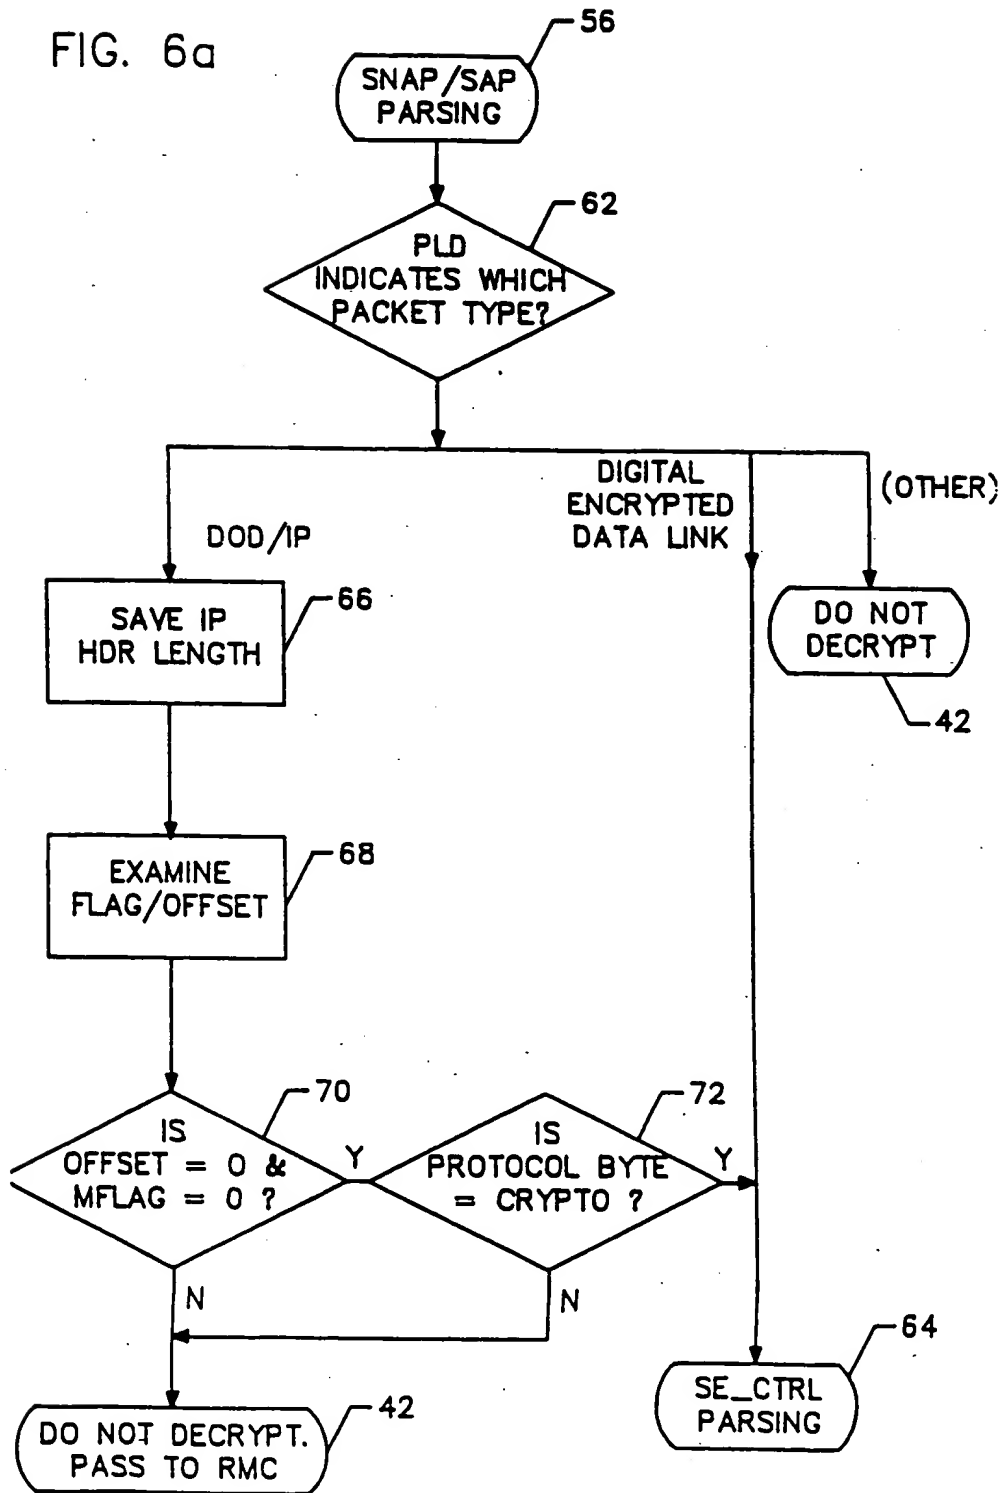 FIG. 6a
56
SNAP/SAP
PARSING
62
PLD
INDICATES WHICH
PACKET TYPE?
DOD/IP
DIGITAL
ENCRYPTED
DATA LINK
(OTHER)
SAVE IP
HDR LENGTH
66
DO NOT
DECRYPT
42
EXAMINE
FLAG/OFFSET
68
IS
OFFSET = 0 &
MFLAG = 0 ?
70
Y
IS
PROTOCOL BYTE
= CRYPTO ?
72
Y
N
N
DO NOT DECRYPT.
PASS TO RMC
42
SE_CTRL
PARSING
64